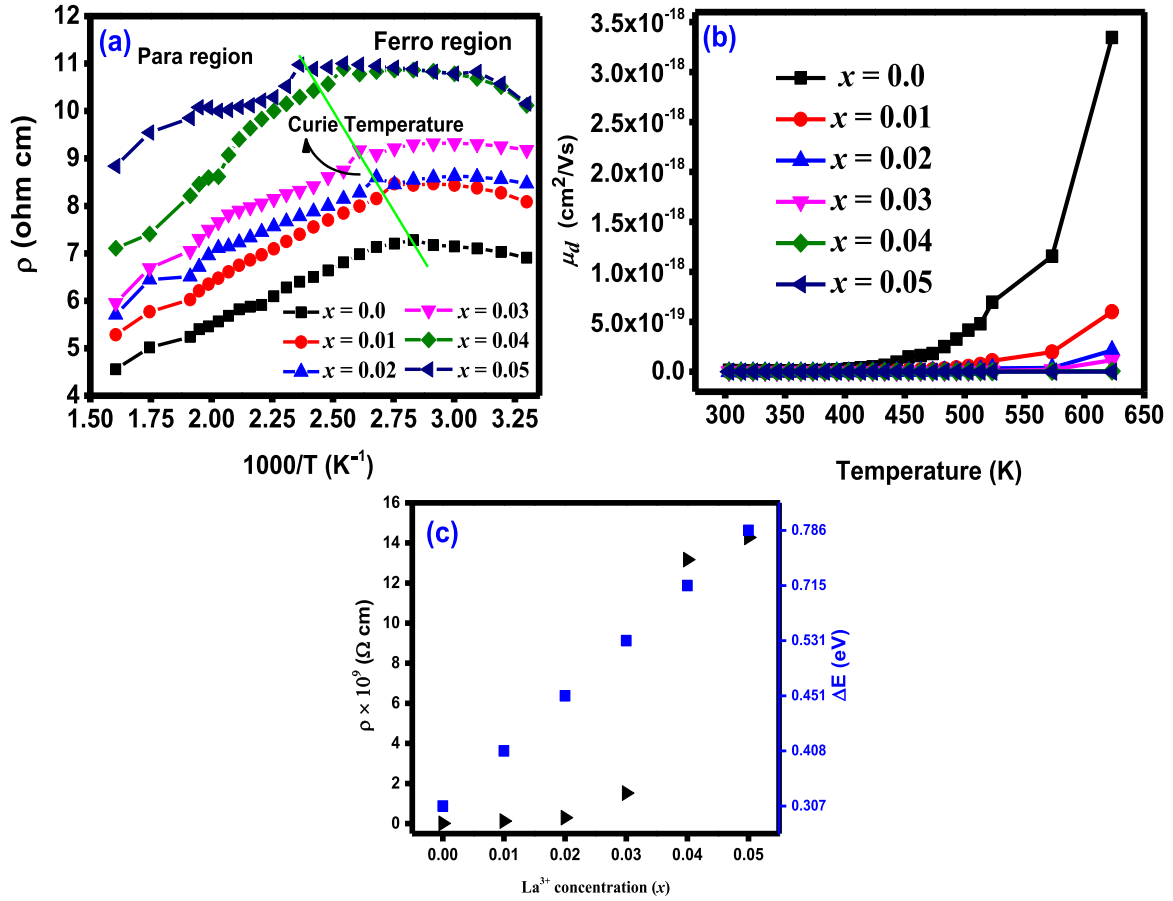 (a)
Para region
Ferro region
Curie Temperature
12
11
10
9
8
7
6
5
4
ρ (ohm cm)
x = 0.0
x = 0.01
x = 0.02
x = 0.03
x = 0.04
x = 0.05
1.50 1.75 2.00 2.25 2.50 2.75 3.00 3.25
1000/T (K⁻¹)
(b)
3.5x10⁻¹⁸
3.0x10⁻¹⁸
2.5x10⁻¹⁸
2.0x10⁻¹⁸
1.5x10⁻¹⁸
1.0x10⁻¹⁸
5.0x10⁻¹⁹
0.0
μd (cm²/Vs)
x = 0.0
x = 0.01
x = 0.02
x = 0.03
x = 0.04
x = 0.05
300 350 400 450 500 550 600 650
Temperature (K)
(c)
16
14
12
10
8
6
4
2
0
ρ × 10⁹ (Ω cm)
0.786
0.715
0.531
0.451
0.408
0.307
ΔE (eV)
0.00 0.01 0.02 0.03 0.04 0.05
La³⁺ concentration (x)